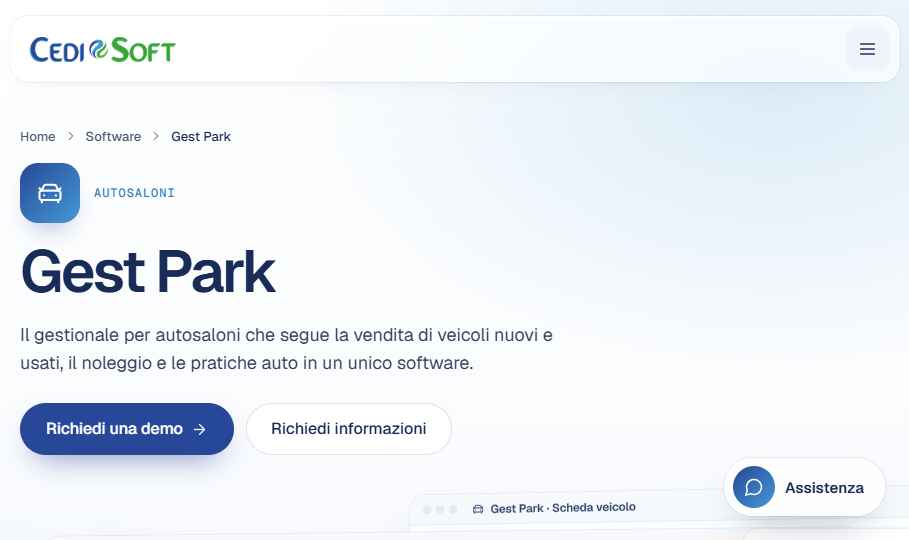 CEDI SOFT
Home > Software > Gest Park
AUTOSALONI
Gest Park
Il gestionale per autosaloni che segue la vendita di veicoli nuovi e
usati, il noleggio e le pratiche auto in un unico software.
Richiedi una demo →
Richiedi informazioni
Assistenza
Gest Park · Scheda veicolo